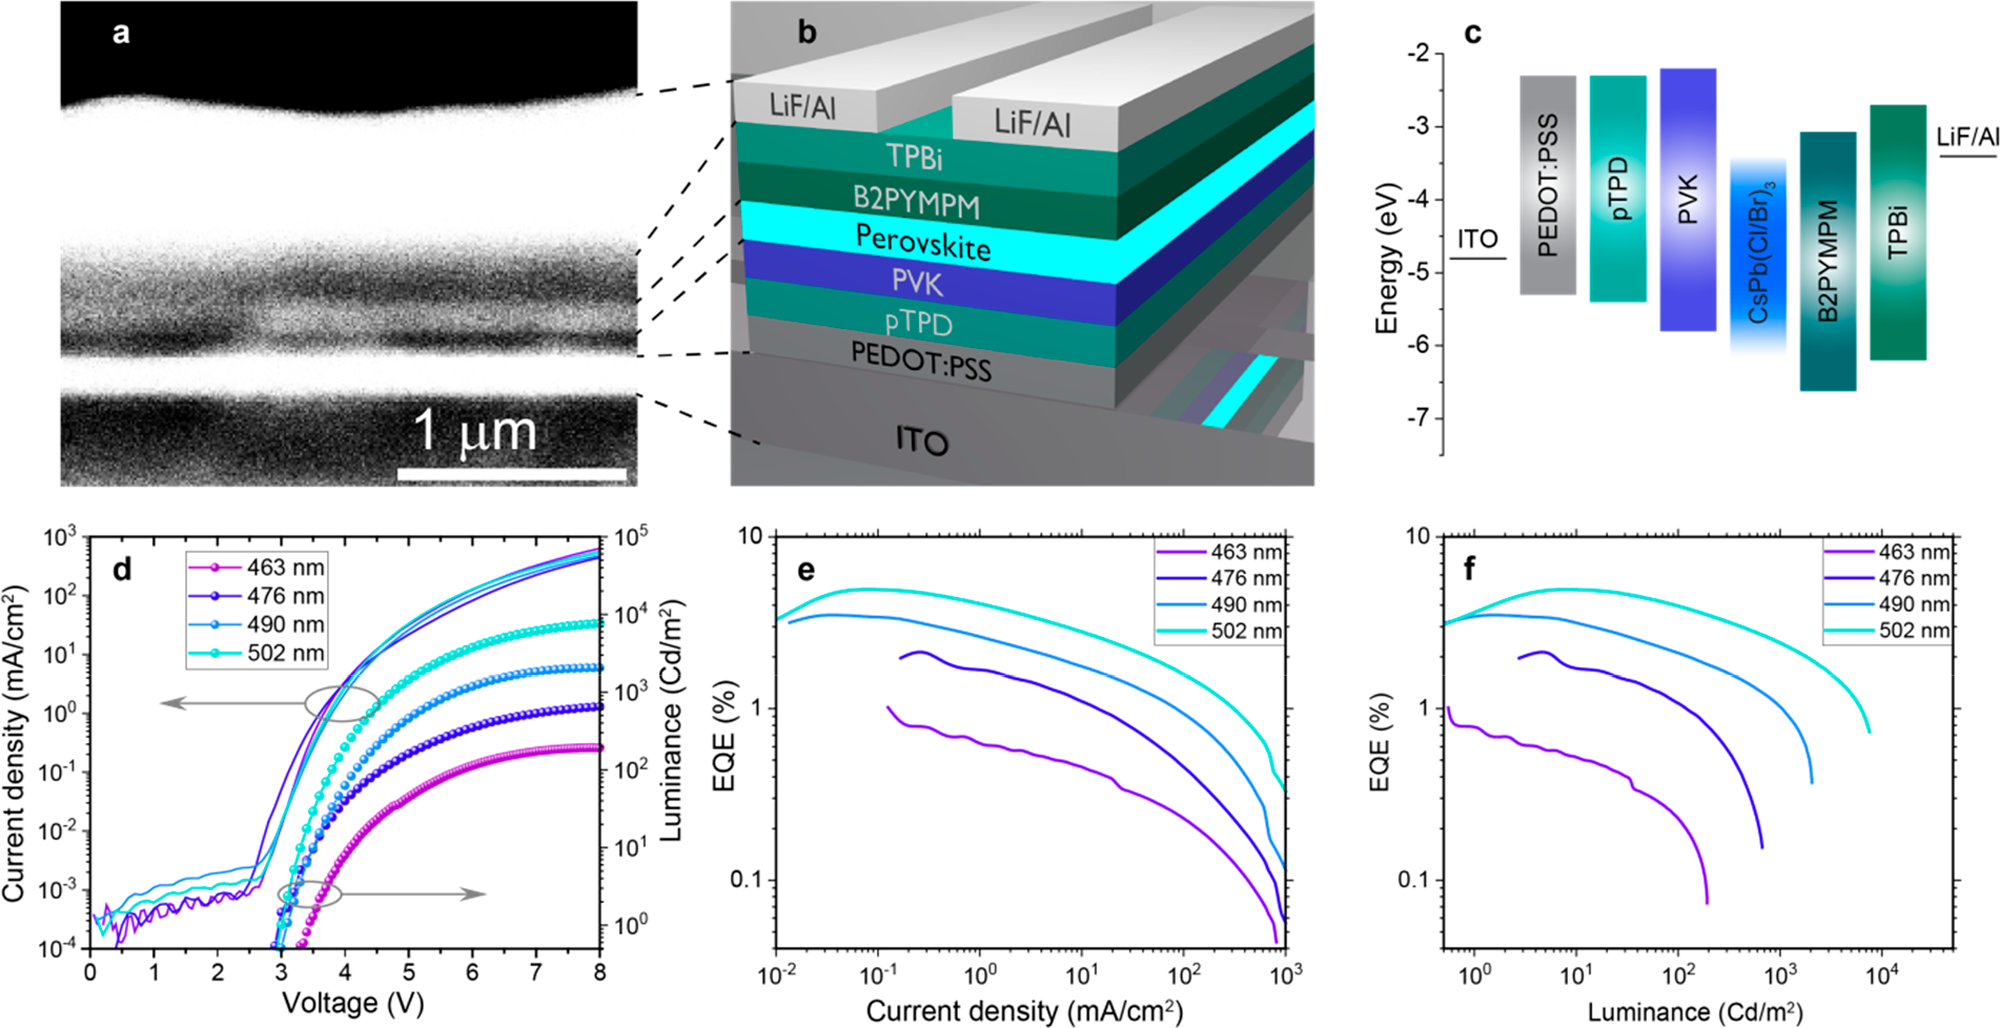 a
1 μm
b
LiF/Al
LiF/Al
TPBi
B2PYMPM
Perovskite
PVK
pTPD
PEDOT:PSS
ITO
c
Energy (eV)
-2
-3
-4
-5
-6
-7
ITO
PEDOT:PSS
pTPD
PVK
CsPb(Cl/Br)₃
B2PYMPM
TPBi
LiF/Al
d
463 nm
476 nm
490 nm
502 nm
Current density (mA/cm²)
10³
10²
10¹
10⁰
10⁻¹
10⁻²
10⁻³
10⁻⁴
0 1 2 3 4 5 6 7 8
Voltage (V)
10⁵
10⁴
10³
10²
10¹
10⁰
Luminance (Cd/m²)
e
463 nm
476 nm
490 nm
502 nm
EQE (%)
10
1
0.1
10⁻² 10⁻¹ 10⁰ 10¹ 10² 10³
Current density (mA/cm²)
f
463 nm
476 nm
490 nm
502 nm
EQE (%)
10
1
0.1
10⁰ 10¹ 10² 10³ 10⁴
Luminance (Cd/m²)